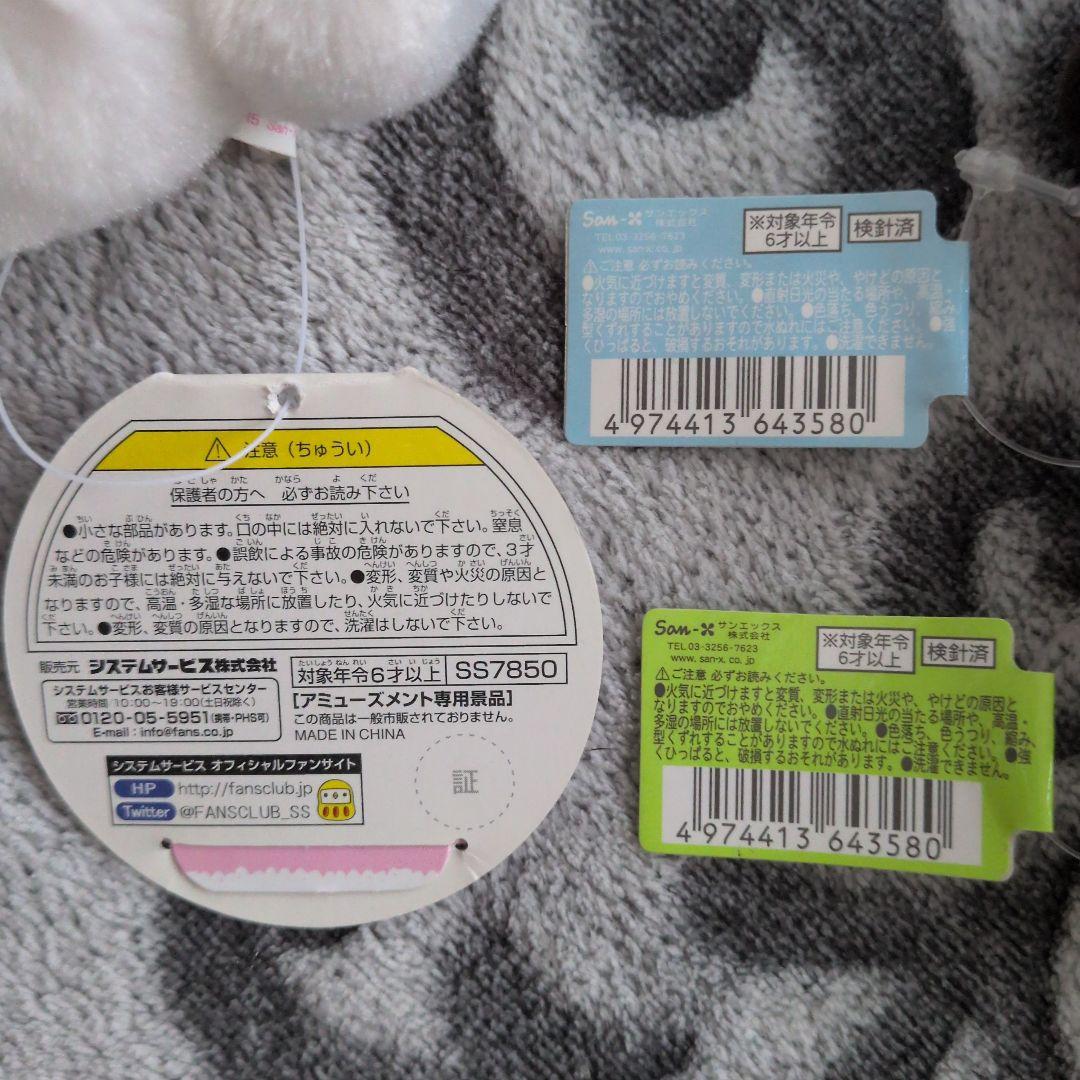 5 San-
注意（ちゅうい）
保護者の方へ 必ずお読み下さい
●小さな部品があります。口の中には絶対に入れないで下さい。窒息
などの危険があります。●誤飲による事故の危険がありますので、3才
未満のお子様には絶対に与えないで下さい。●変形、変質や火災の原因と
なりますので、高温・多湿な場所に放置したり、火気に近づけたりしないで
下さい。●変形、変質の原因となりますので、洗濯はしないで下さい。
販売元 システムサービス株式会社
システムサービスお客様サービスセンター
営業時間 10:00～19:00(土日祝除く)
0120-05-5951(携帯・PHS可)
E-mail : info@fans.co.jp
たいしょうねんれい さい いじょう
対象年令6才以上 SS7850
[アミューズメント専用景品]
この商品は一般市販されておりません。
MADE IN CHINA
システムサービス オフィシャルファンサイト
HP http://fansclub.jp
Twitter @FANSCLUB_SS
証
San-X サンエックス
株式会社
TEL.03-3256-7623
www.san-x.co.jp
※対象年令
6才以上
検針済
ご注意 必ずお読みください。
●火気に近づけますと変質、変形または火災や、やけどの原因と
なりますのでおやめください。●直射日光の当たる場所や、高温・
多湿の場所には放置しないでください。●色落ち、色うつり、縮み、
型くずれすることがありますので水ぬれにはご注意ください。●強
くひっぱると、破損するおそれがあります。●洗濯できません。
4 974413 643580
San-X サンエックス
株式会社
TEL.03-3256-7623
www.san-x.co.jp
※対象年令
6才以上
検針済
ご注意 必ずお読みください。
●火気に近づけますと変質、変形または火災や、やけどの原因と
なりますのでおやめください。●直射日光の当たる場所や、高温・
多湿の場所には放置しないでください。●色落ち、色うつり、縮み、
型くずれすることがありますので水ぬれにはご注意ください。●強
くひっぱると、破損するおそれがあります。●洗濯できません。
4 974413 643580